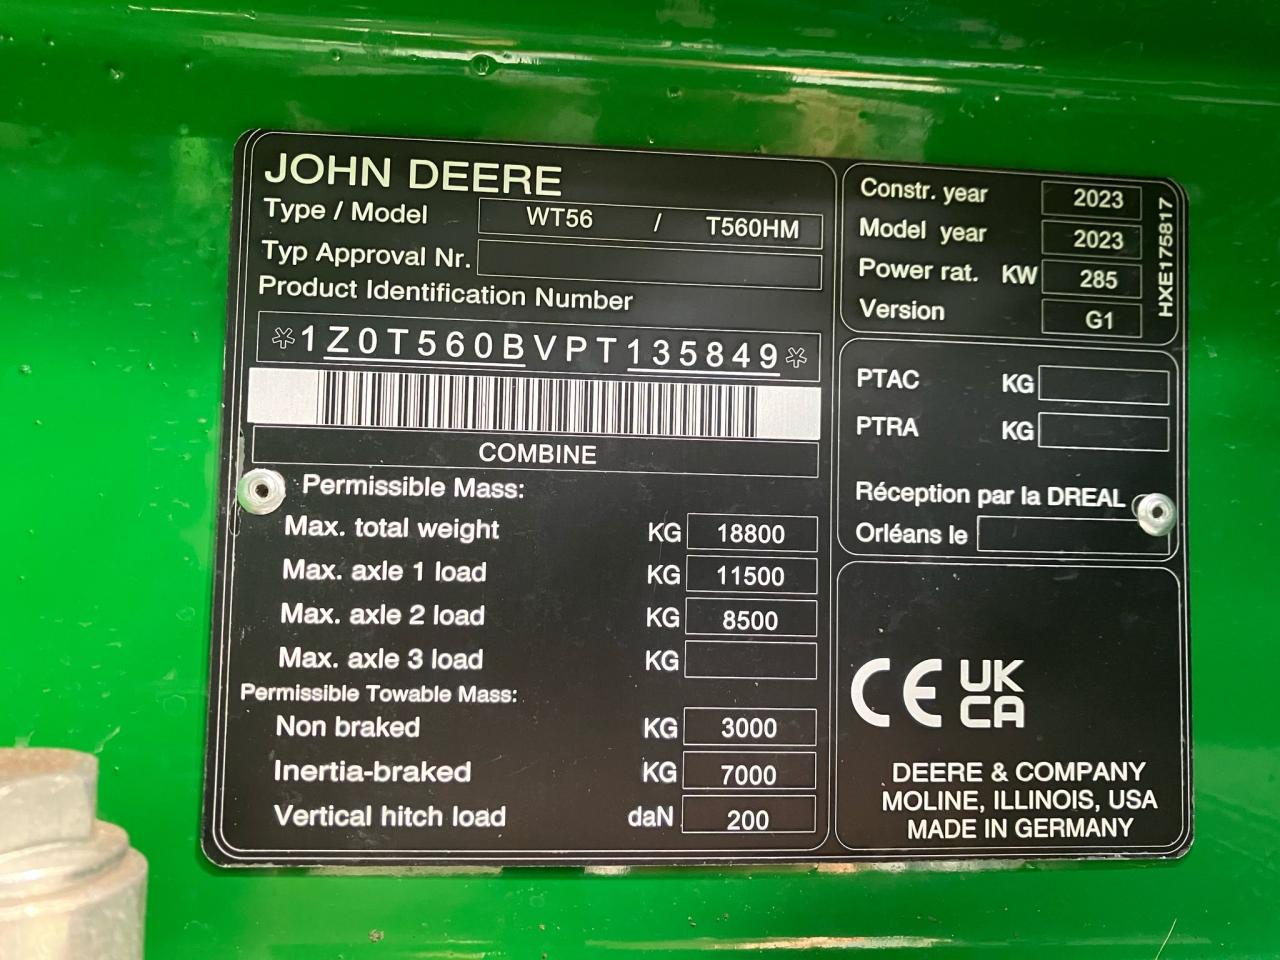 JOHN DEERE
Type / Model WT56 / T560HM
Typ Approval Nr.
Product Identification Number
*1Z0T560BVPT135849*
COMBINE
Permissible Mass:
Max. total weight KG 18800
Max. axle 1 load KG 11500
Max. axle 2 load KG 8500
Max. axle 3 load KG
Permissible Towable Mass:
Non braked KG 3000
Inertia-braked KG 7000
Vertical hitch load daN 200
Constr. year 2023
Model year 2023
Power rat. KW 285
Version G1
HXE175817
PTAC KG
PTRA KG
Réception par la DREAL
Orléans le
CE UK
CA
DEERE & COMPANY
MOLINE, ILLINOIS, USA
MADE IN GERMANY